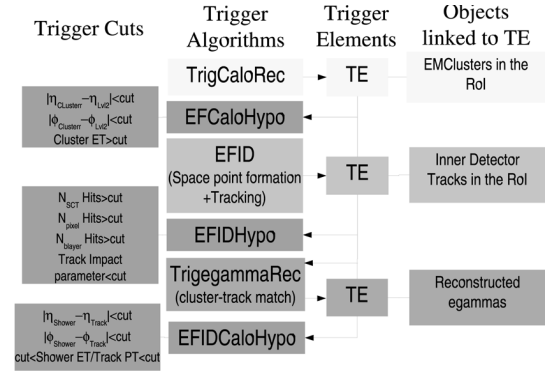 Trigger Cuts
Trigger
Algorithms
Trigger
Elements
Objects
linked to TE
TrigCaloRec
TE
EMClusters in the
RoI
|ηCLusterr−ηLvl2|<cut
|ϕClusterr−ϕLvl2|<cut
Cluster ET>cut
EFCaloHypo
EFID
(Space point formation
+Tracking)
TE
Inner Detector
Tracks in the RoI
NSCT Hits>cut
Npixel Hits>cut
Nblayer Hits>cut
Track Impact
parameter<cut
EFIDHypo
TrigegammaRec
(cluster-track match)
TE
Reconstructed
egammas
|ηShower−ηTrack|<cut
|ϕShower−ϕTrack|<cut
cut<Shower ET/Track PT<cut
EFIDCaloHypo